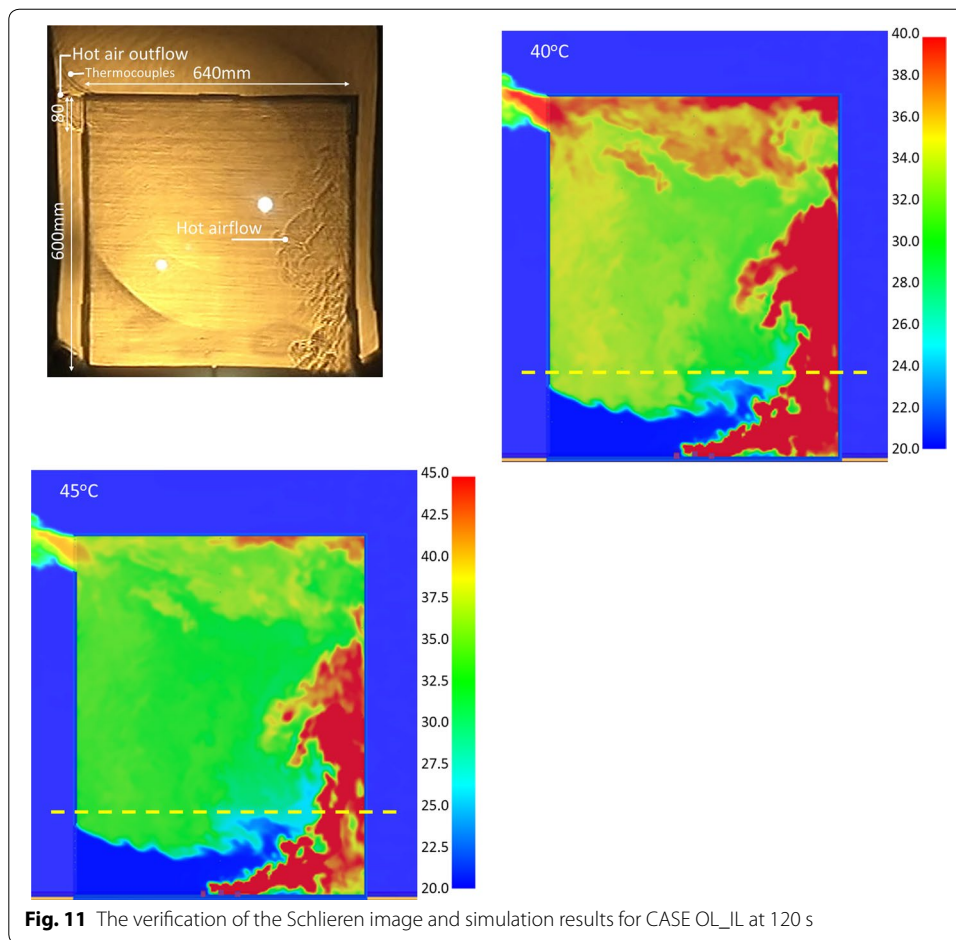 Hot air outflow
Thermocouples
640mm
80
600mm
Hot airflow
40°C
40.0
38.0
36.0
34.0
32.0
30.0
28.0
26.0
24.0
22.0
20.0
45°C
45.0
42.5
40.0
37.5
35.0
32.5
30.0
27.5
25.0
22.5
20.0
Fig. 11 The verification of the Schlieren image and simulation results for CASE OL_IL at 120 s